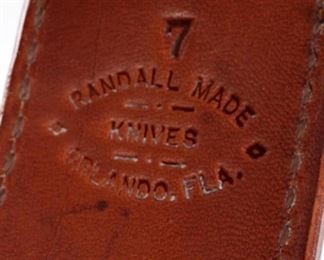 7
RANDALL MADE
KNIVES
ORLANDO, FLA.